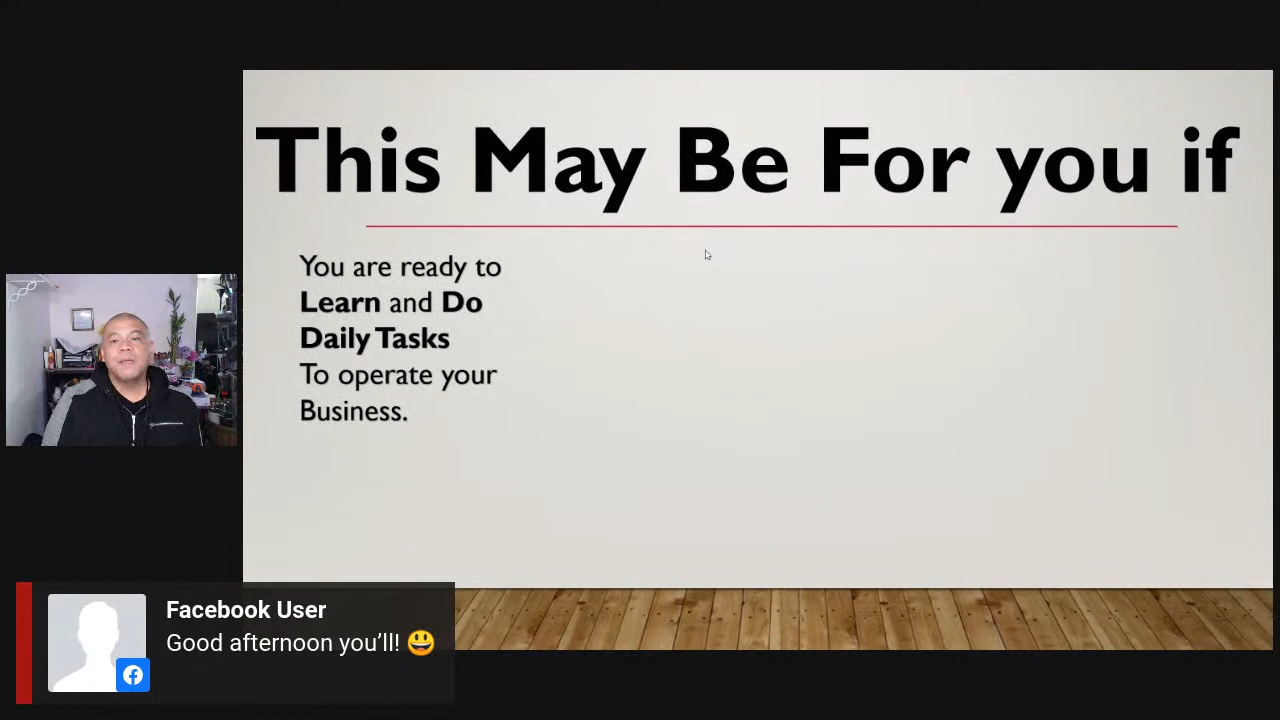 This May Be For you if
You are ready to
Learn and Do
Daily Tasks
To operate your
Business.
Facebook User
Good afternoon you’ll! 😃